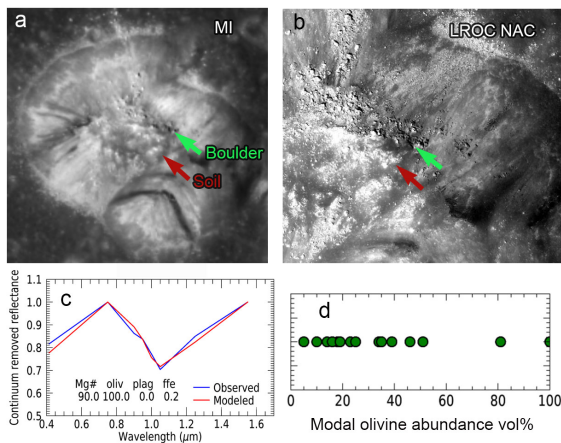 a
MI
Boulder
Soil
b
LROC NAC
c
Continuum removed reflectance
1.1
1.0
0.9
0.8
0.7
0.6
0.5
Mg# oliv plag ffe
90.0 100.0 0.0 0.2
Observed
Modeled
0.4 0.6 0.8 1.0 1.2 1.4 1.6
Wavelength (μm)
d
0 20 40 60 80 100
Modal olivine abundance vol%